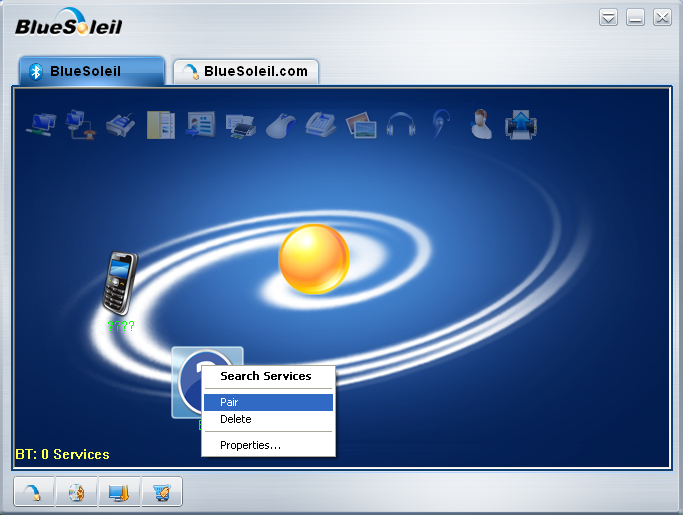 BlueSoleil
BlueSoleil
BlueSoleil.com
????
Search Services
Pair
Delete
Properties...
BT: 0 Services